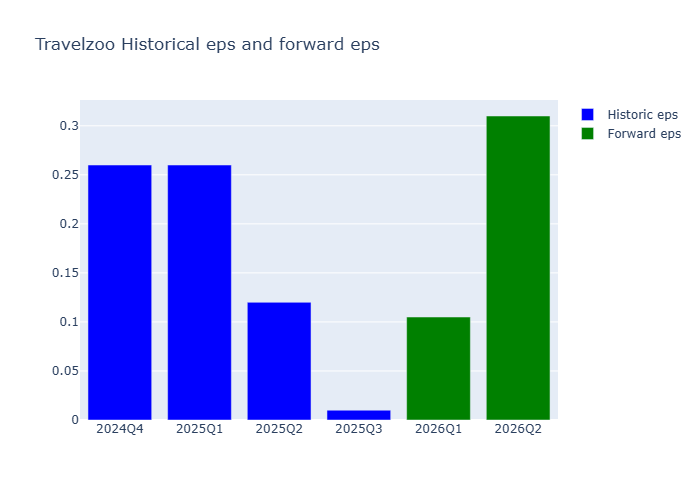 Travelzoo Historical eps and forward eps
Historic eps
Forward eps
0.3
0.25
0.2
0.15
0.1
0.05
0
2024Q4 2025Q1 2025Q2 2025Q3 2026Q1 2026Q2